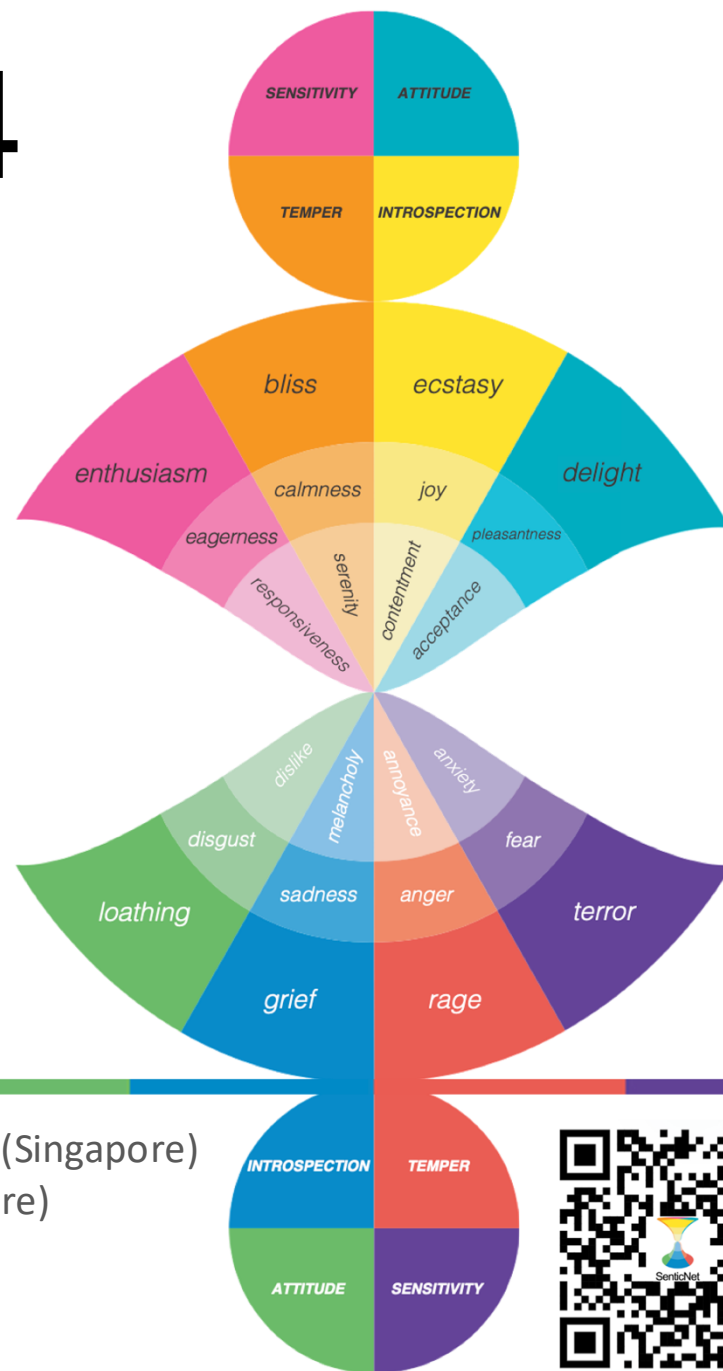 4
SENSITIVITY ATTITUDE
TEMPER INTROSPECTION
bliss ecstasy
enthusiasm delight
calmness joy
eagerness pleasantness
serenity contentment
responsiveness acceptance
dislike anxiety
melancholy annoyance
disgust fear
sadness anger
loathing terror
grief rage
(Singapore)
re)
INTROSPECTION TEMPER
ATTITUDE SENSITIVITY
SenticNet